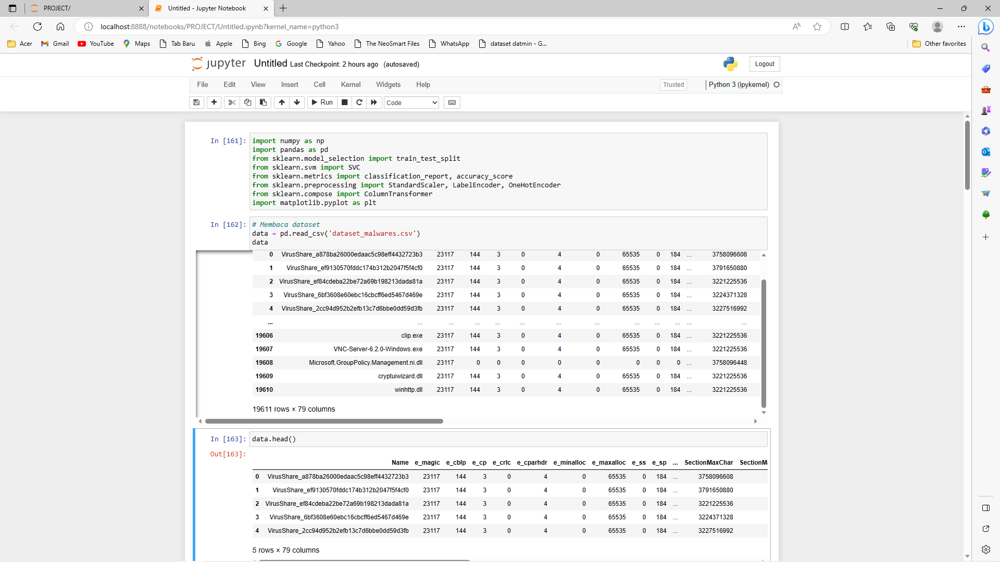 PROJECT/
Untitled - Jupyter Notebook
localhost:8888/notebooks/PROJECT/Untitled.ipynb?kernel_name=python3
Acer Gmail YouTube Maps Tab Baru Apple Bing Google Yahoo The NeoSmart Files WhatsApp dataset datmin - G... Other favorites
jupyter Untitled Last Checkpoint: 2 hours ago (autosaved) Logout
File Edit View Insert Cell Kernel Widgets Help Trusted Python 3 (ipykernel)
Run Code
In [161]: import numpy as np
import pandas as pd
from sklearn.model_selection import train_test_split
from sklearn.svm import SVC
from sklearn.metrics import classification_report, accuracy_score
from sklearn.preprocessing import StandardScaler, LabelEncoder, OneHotEncoder
from sklearn.compose import ColumnTransformer
import matplotlib.pyplot as plt
In [162]: # Membaca dataset
data = pd.read_csv('dataset_malwares.csv')
data
0 VirusShare_a878ba26000edaac5c98eff4432723b3 23117 144 3 0 4 0 65535 0 184 ... 3758096608
1 VirusShare_ef9130570fddc174b312b2047f5f4cf0 23117 144 3 0 4 0 65535 0 184 ... 3791650880
2 VirusShare_ef84cdeba22be72a69b198213dada81a 23117 144 3 0 4 0 65535 0 184 ... 3221225536
3 VirusShare_6bf3608e60ebc16cbcff6ed5467d469e 23117 144 3 0 4 0 65535 0 184 ... 3224371328
4 VirusShare_2cc94d952b2efb13c7d6bbe0dd59d3fb 23117 144 3 0 4 0 65535 0 184 ... 3227516992
... ... ... ... ... ... ... ... ... ... ... ... ...
19606 clip.exe 23117 144 3 0 4 0 65535 0 184 ... 3221225536
19607 VNC-Server-6.2.0-Windows.exe 23117 144 3 0 4 0 65535 0 184 ... 3221225536
19608 Microsoft.GroupPolicy.Management.ni.dll 23117 0 0 0 0 0 0 0 0 ... 3758096448
19609 cryptuiwizard.dll 23117 144 3 0 4 0 65535 0 184 ... 3221225536
19610 winhttp.dll 23117 144 3 0 4 0 65535 0 184 ... 3221225536
19611 rows × 79 columns
In [163]: data.head()
Out[163]:
Name e_magic e_cblp e_cp e_crlc e_cparhdr e_minalloc e_maxalloc e_ss e_sp ... SectionMaxChar SectionM
0 VirusShare_a878ba26000edaac5c98eff4432723b3 23117 144 3 0 4 0 65535 0 184 ... 3758096608
1 VirusShare_ef9130570fddc174b312b2047f5f4cf0 23117 144 3 0 4 0 65535 0 184 ... 3791650880
2 VirusShare_ef84cdeba22be72a69b198213dada81a 23117 144 3 0 4 0 65535 0 184 ... 3221225536
3 VirusShare_6bf3608e60ebc16cbcff6ed5467d469e 23117 144 3 0 4 0 65535 0 184 ... 3224371328
4 VirusShare_2cc94d952b2efb13c7d6bbe0dd59d3fb 23117 144 3 0 4 0 65535 0 184 ... 3227516992
5 rows × 79 columns